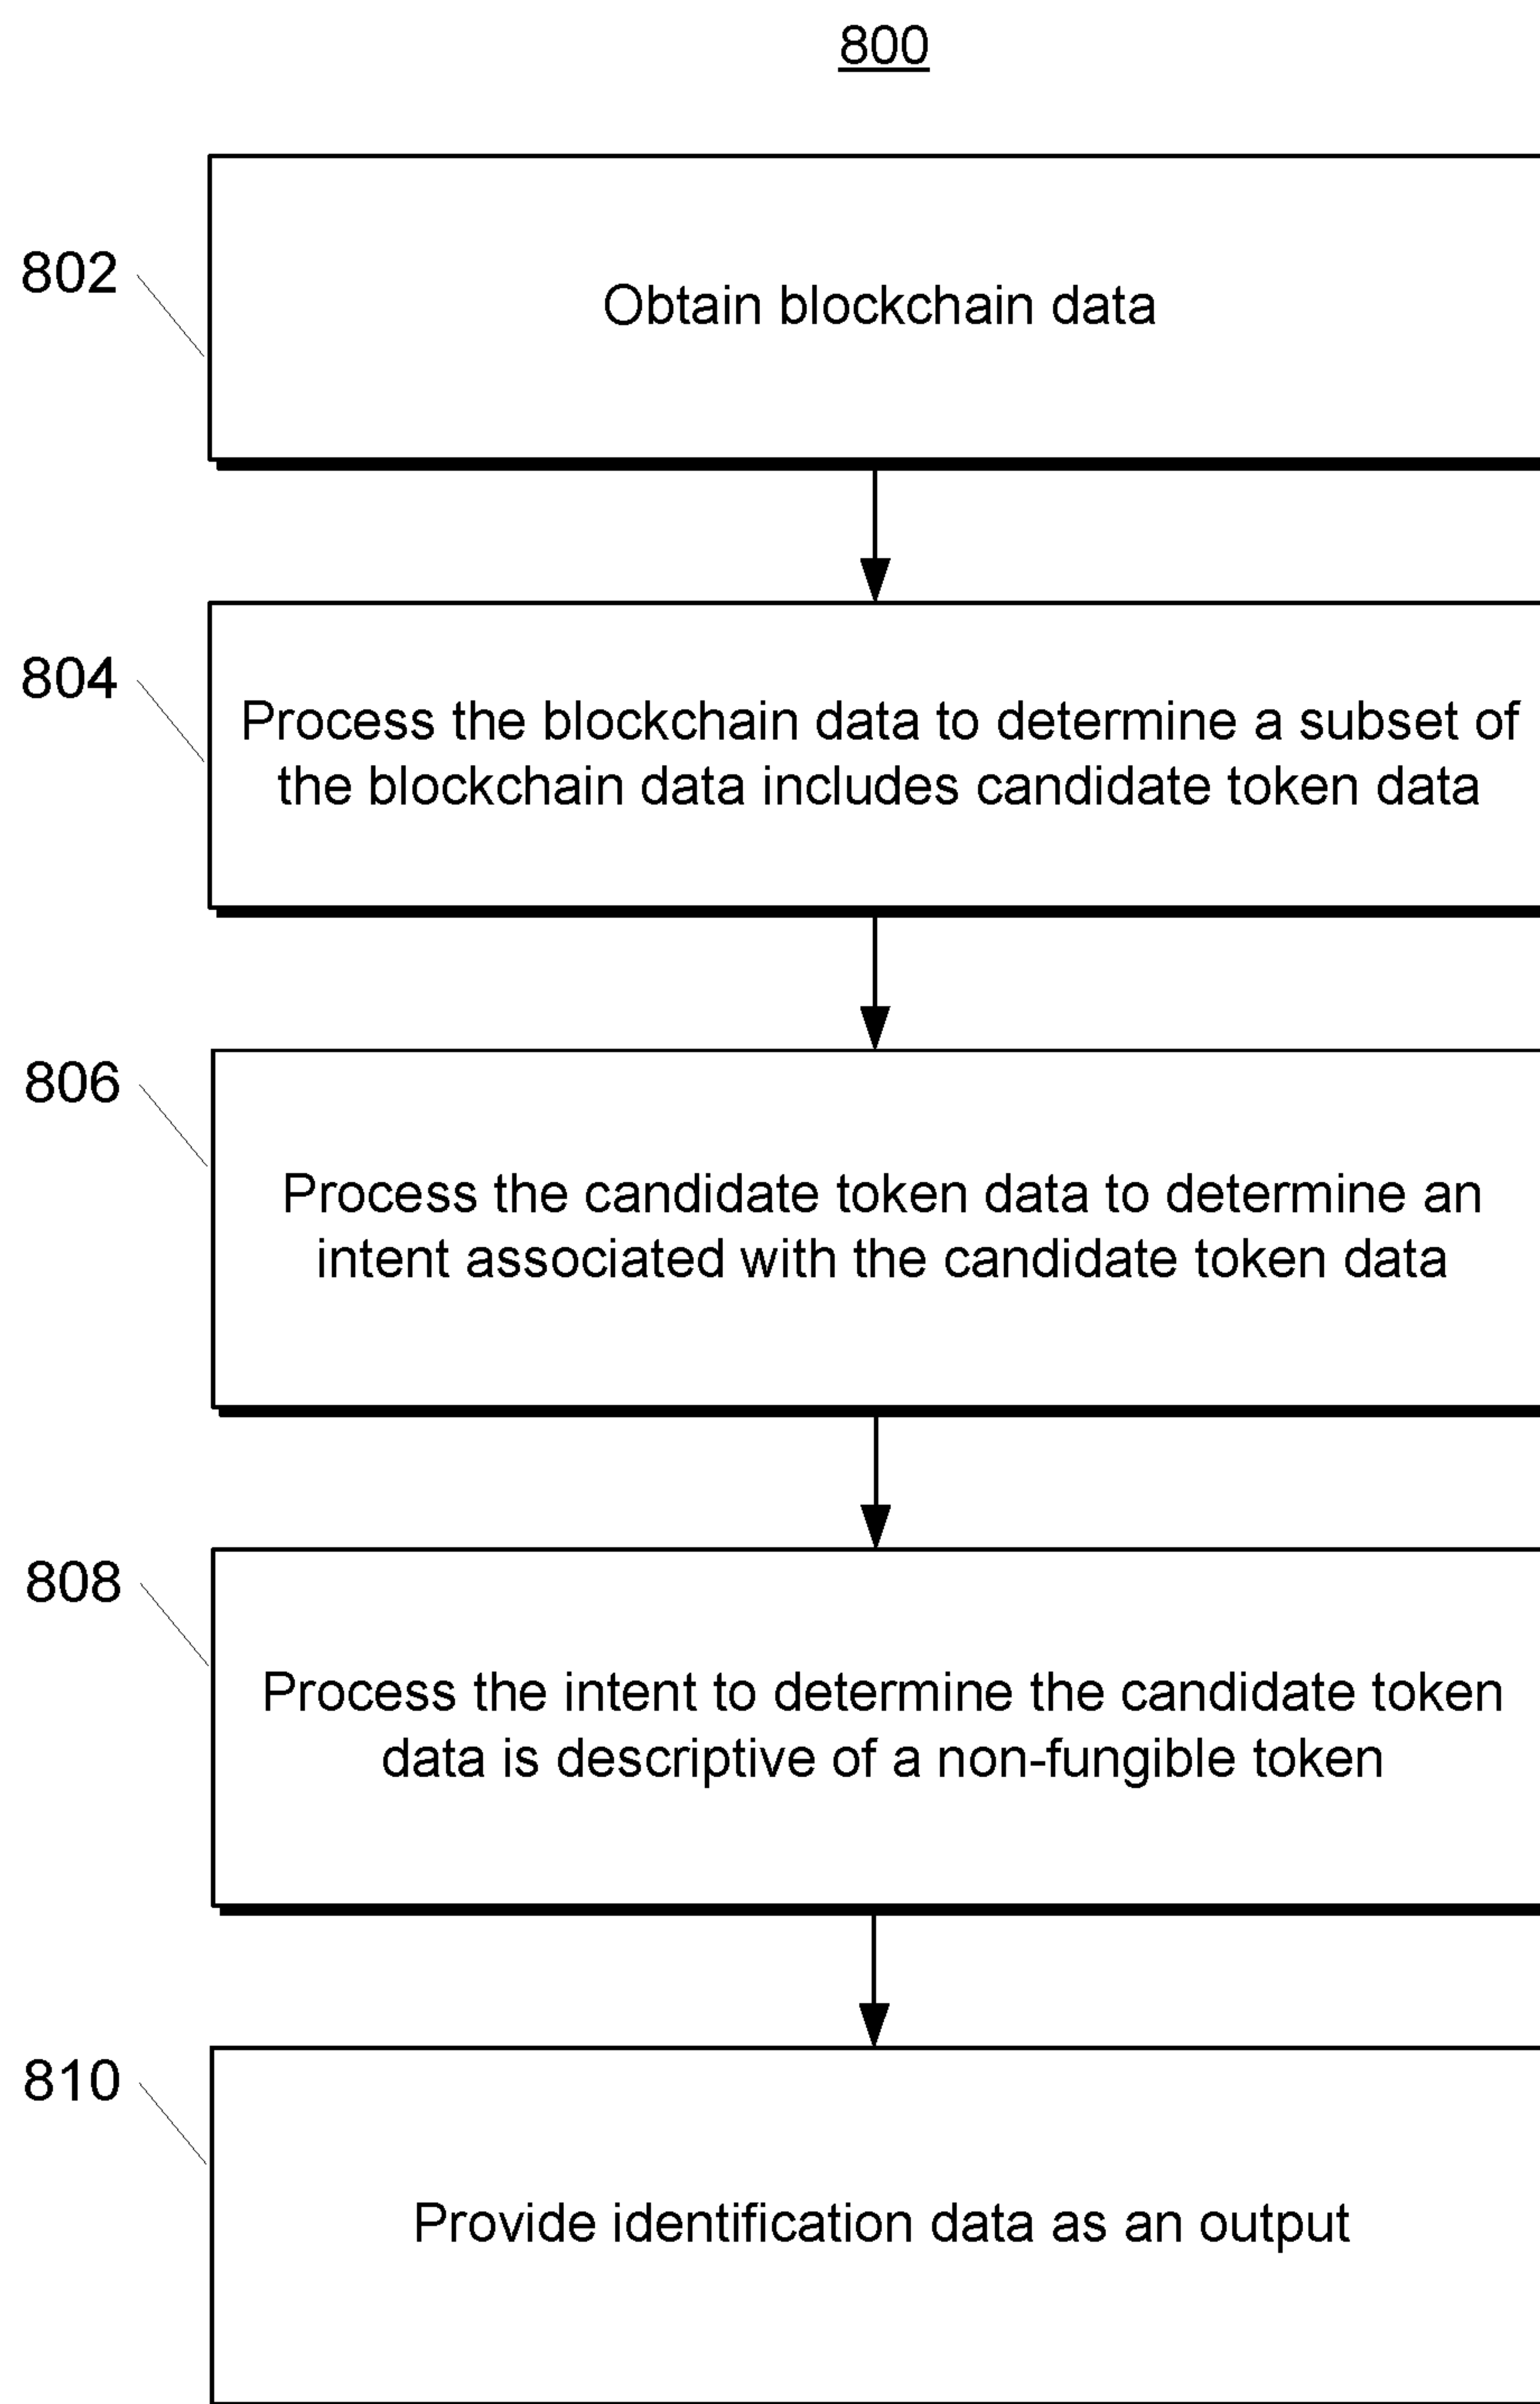 800
802
Obtain blockchain data
804
Process the blockchain data to determine a subset of
the blockchain data includes candidate token data
806
Process the candidate token data to determine an
intent associated with the candidate token data
808
Process the intent to determine the candidate token
data is descriptive of a non-fungible token
810
Provide identification data as an output